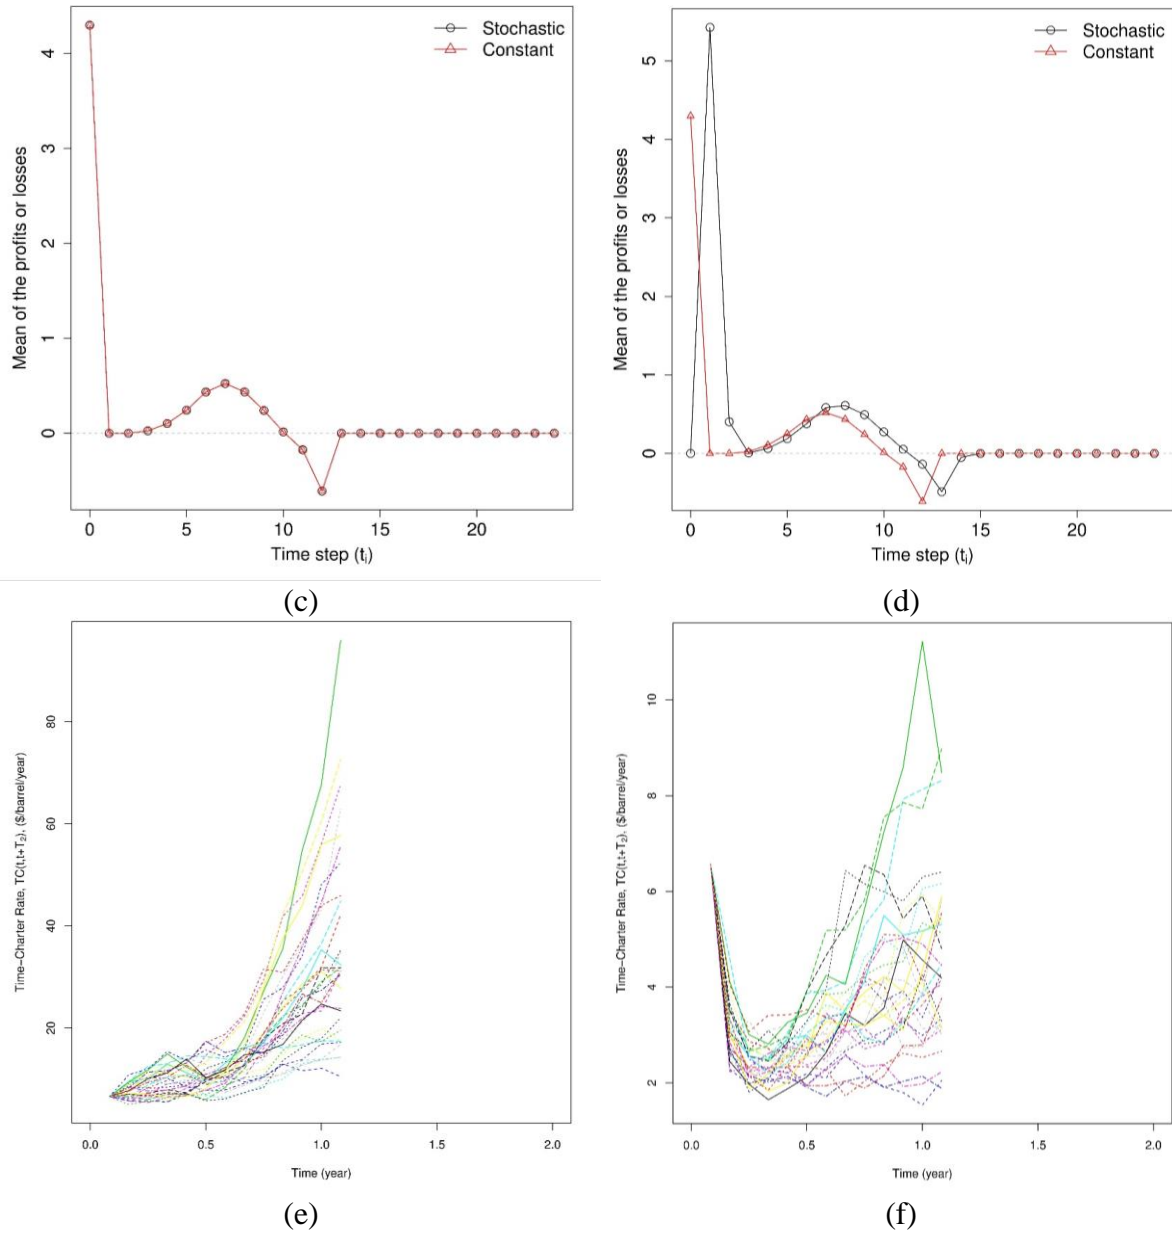 Stochastic
Constant
Mean of the profits or losses
4
3
2
1
0
0 5 10 15 20
Time step (tᵢ)
(c)
Stochastic
Constant
Mean of the profits or losses
5
4
3
2
1
0
0 5 10 15 20
Time step (tᵢ)
(d)
Time−Charter Rate, TC(t,t+T₂), ($/barrel/year)
80
60
40
20
0.0 0.5 1.0 1.5 2.0
Time (year)
(e)
Time−Charter Rate, TC(t,t+T₂), ($/barrel/year)
10
8
6
4
2
0.0 0.5 1.0 1.5 2.0
Time (year)
(f)